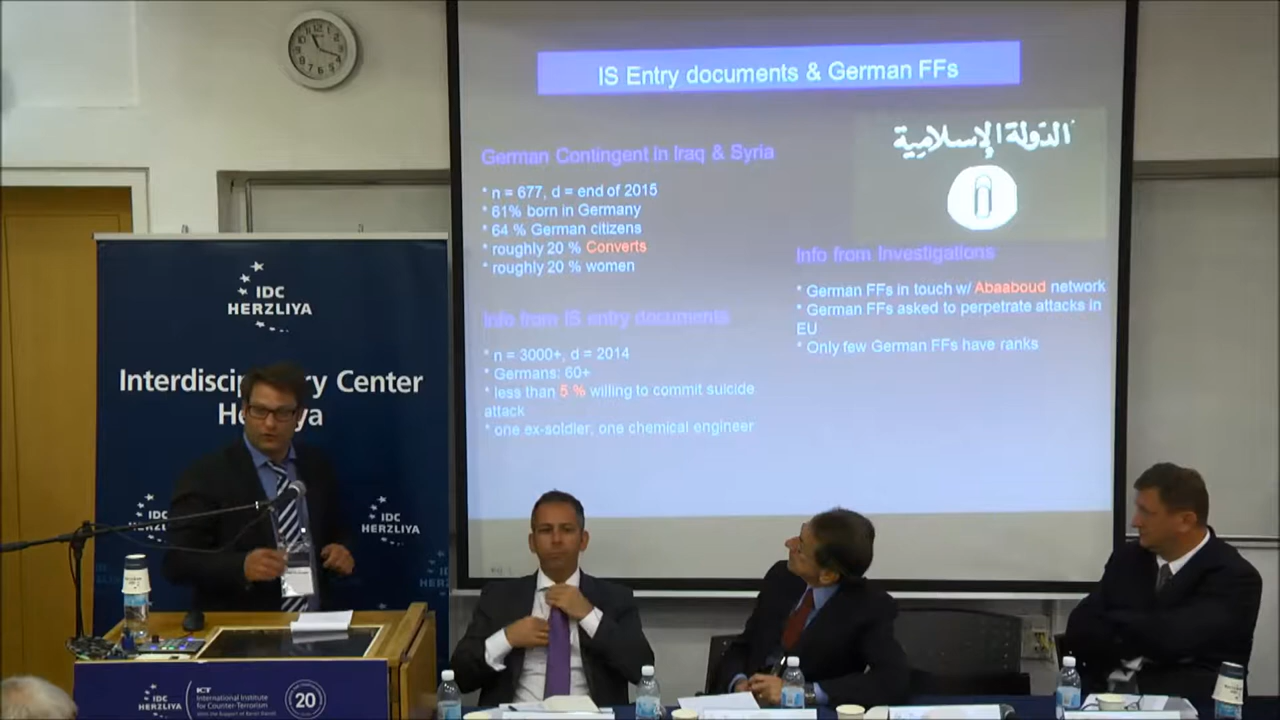 IS Entry documents & German FFs
German Contingent in Iraq & Syria
* n = 677, d = end of 2015
* 61% born in Germany
* 64 % German citizens
* roughly 20 % Converts
* roughly 20 % women
Info from IS entry documents
* n = 3000+, d = 2014
* Germans: 60+
* less than 5 % willing to commit suicide
attack
* one ex-soldier; one chemical engineer
الدولة الإسلامية
Info from Investigations
* German FFs in touch w/ Abaaboud network
* German FFs asked to perpetrate attacks in
EU
* Only few German FFs have ranks
IDC
HERZLIYA
Interdisci ry Center
He ya
IDC
HERZLIYA
IDC
HERZLIYA
IDC
HERZLIYA
ICT
International Institute
for Counter-Terrorism
20